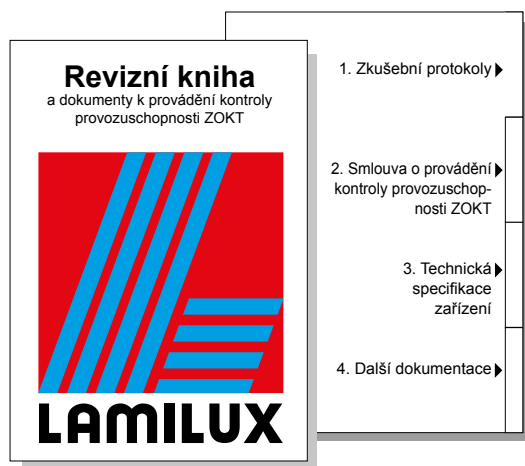 Revizní kniha
a dokumenty k provádění kontroly
provozuschopnosti ZOKT
LAMILUX
1. Zkušební protokoly
2. Smlouva o provádění
kontroly provozuschop-
nosti ZOKT
3. Technická
specifikace
zařízení
4. Další dokumentace